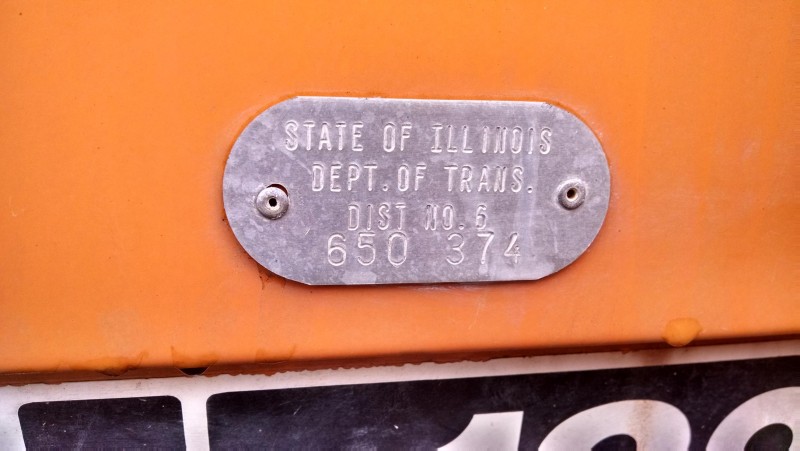 STATE OF ILLINOIS
DEPT. OF TRANS.
DIST NO. 6
650 374